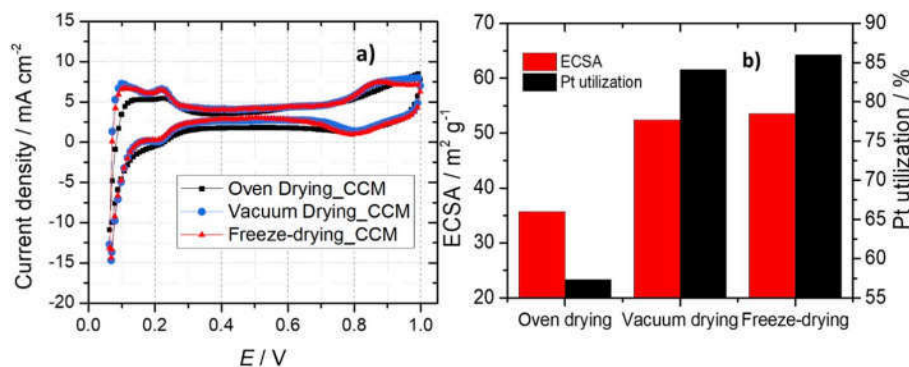 a)
Current density / mA cm-2
15
10
5
0
-5
-10
-15
-20
0.0 0.2 0.4 0.6 0.8 1.0
E / V
Oven Drying_CCM
Vacuum Drying_CCM
Freeze-drying_CCM
b)
ECSA / m2 g-1
70
60
50
40
30
20
ECSA
Pt utilization
Pt utilization / %
90
85
80
75
70
65
60
55
Oven drying Vacuum drying Freeze-drying